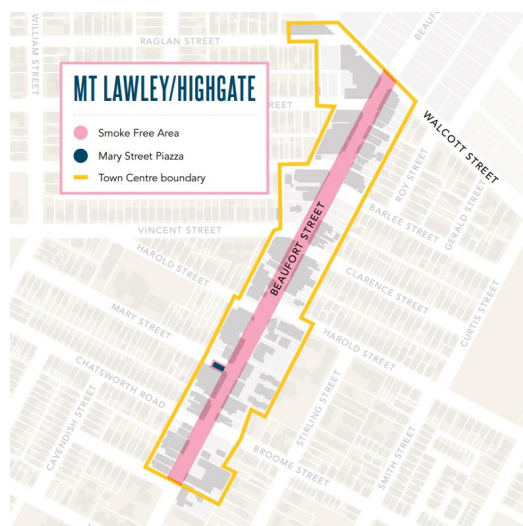 WILLIAM STREET
RAGLAN STREET
BEAUFO
MT LAWLEY/HIGHGATE
REET
Smoke Free Area
Mary Street Piazza
Town Centre boundary
WALCOTT STREET
ROY STREET
GERALD STREET
BARLEE STREET
VINCENT STREET
BEAUFORT STREET
HAROLD STREET
CLARENCE STREET
CURTIS STREET
MARY STREET
HAROLD STREET
CHATSWORTH ROAD
STIRLING STREET
CAVENDISH STREET
BROOME STREET
SMITH STREET